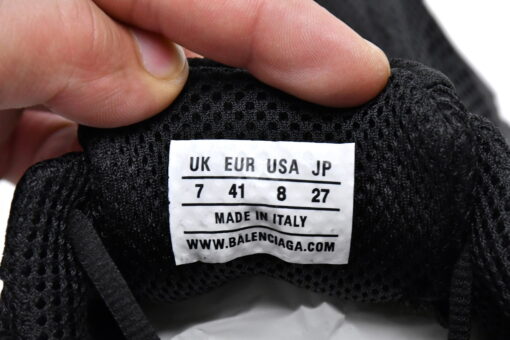 UK EUR USA JP
7 41 8 27
MADE IN ITALY
WWW.BALENCIAGA.COM